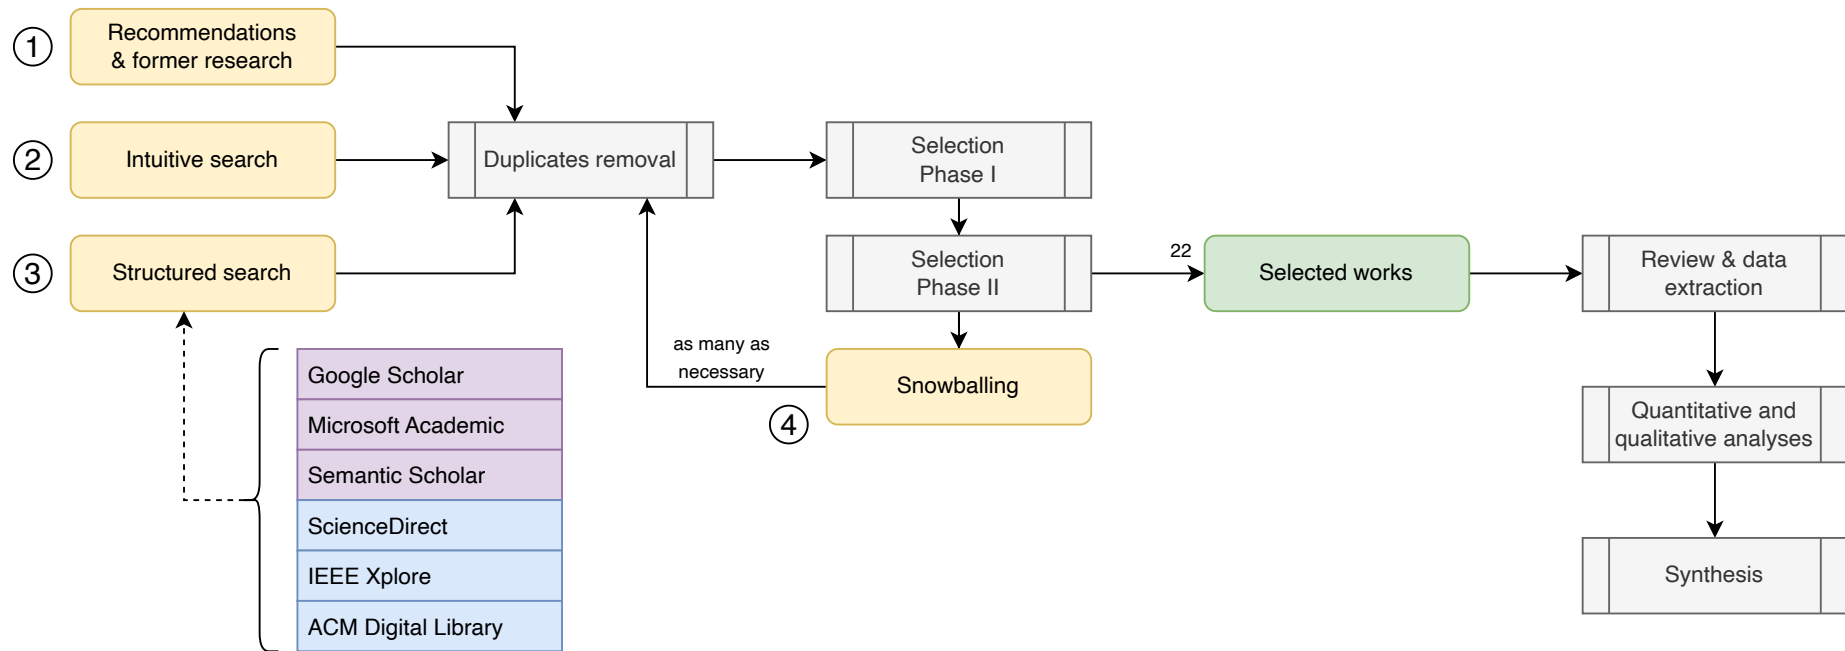 1
Recommendations
& former research
2
Intuitive search
3
Structured search
Duplicates removal
Selection
Phase I
Selection
Phase II
22
Selected works
Review & data
extraction
as many as
necessary
Snowballing
4
Google Scholar
Microsoft Academic
Semantic Scholar
ScienceDirect
IEEE Xplore
ACM Digital Library
Quantitative and
qualitative analyses
Synthesis